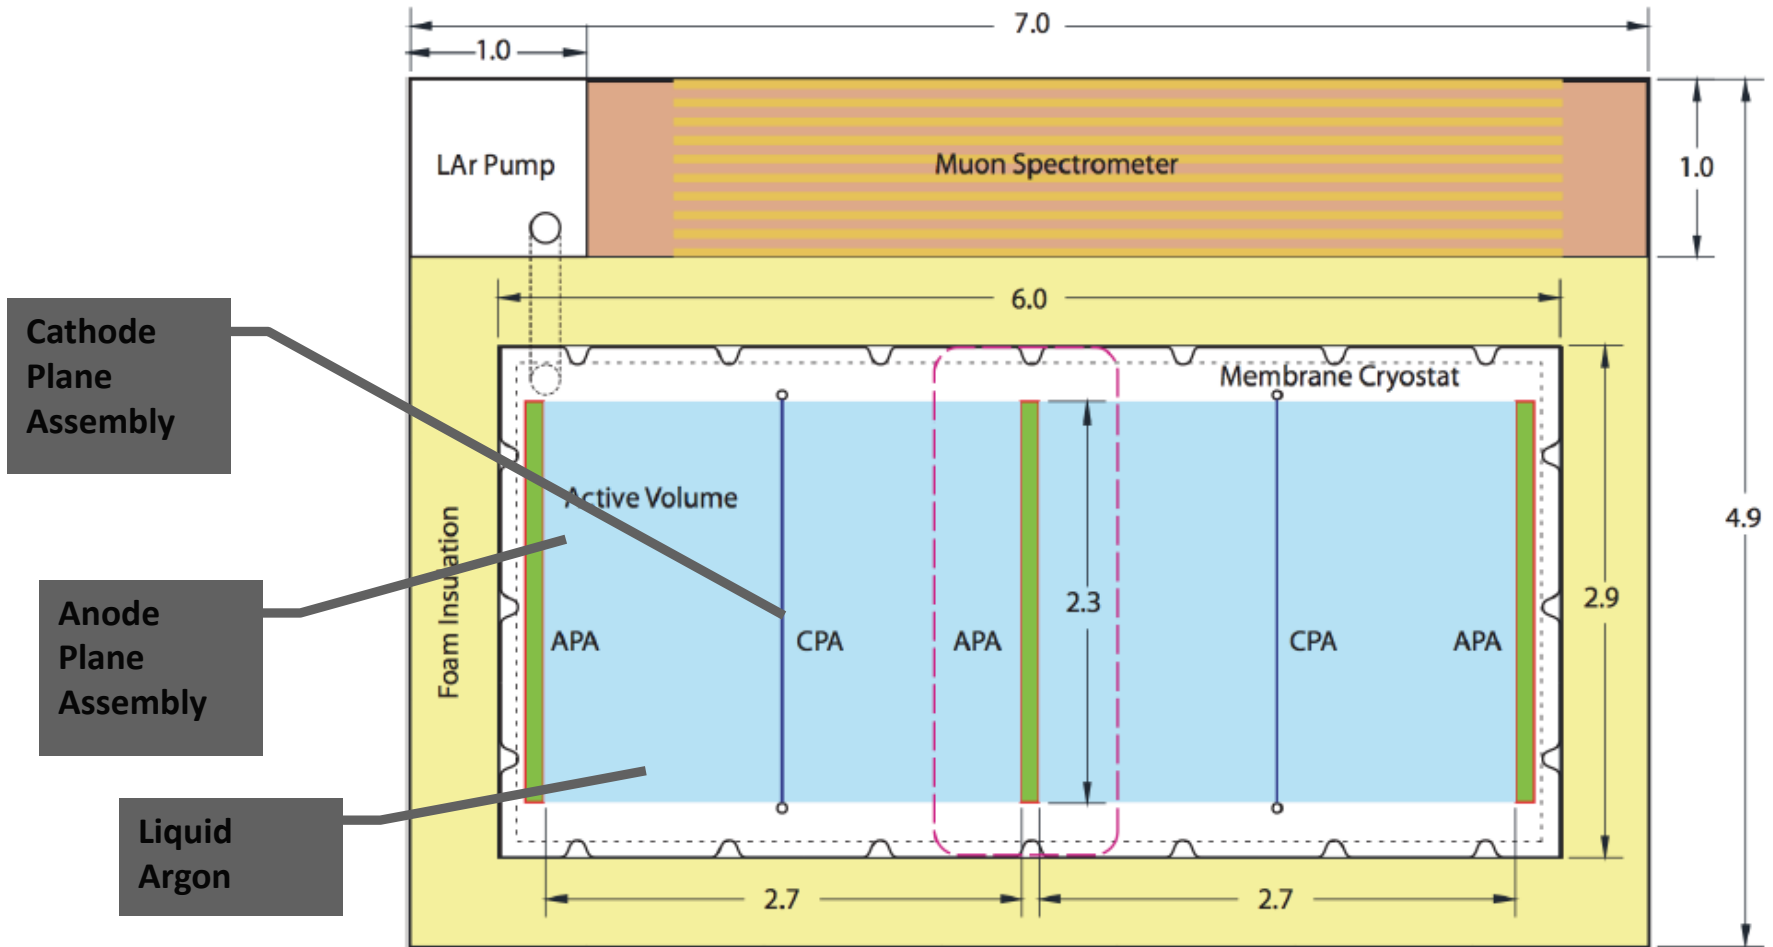 7.0
1.0
LAr Pump
Muon Spectrometer
1.0
6.0
Cathode
Plane
Assembly
Membrane Cryostat
Active Volume
4.9
Foam Insulation
Anode
Plane
Assembly
2.3
2.9
APA
CPA
APA
CPA
APA
Liquid
Argon
2.7
2.7